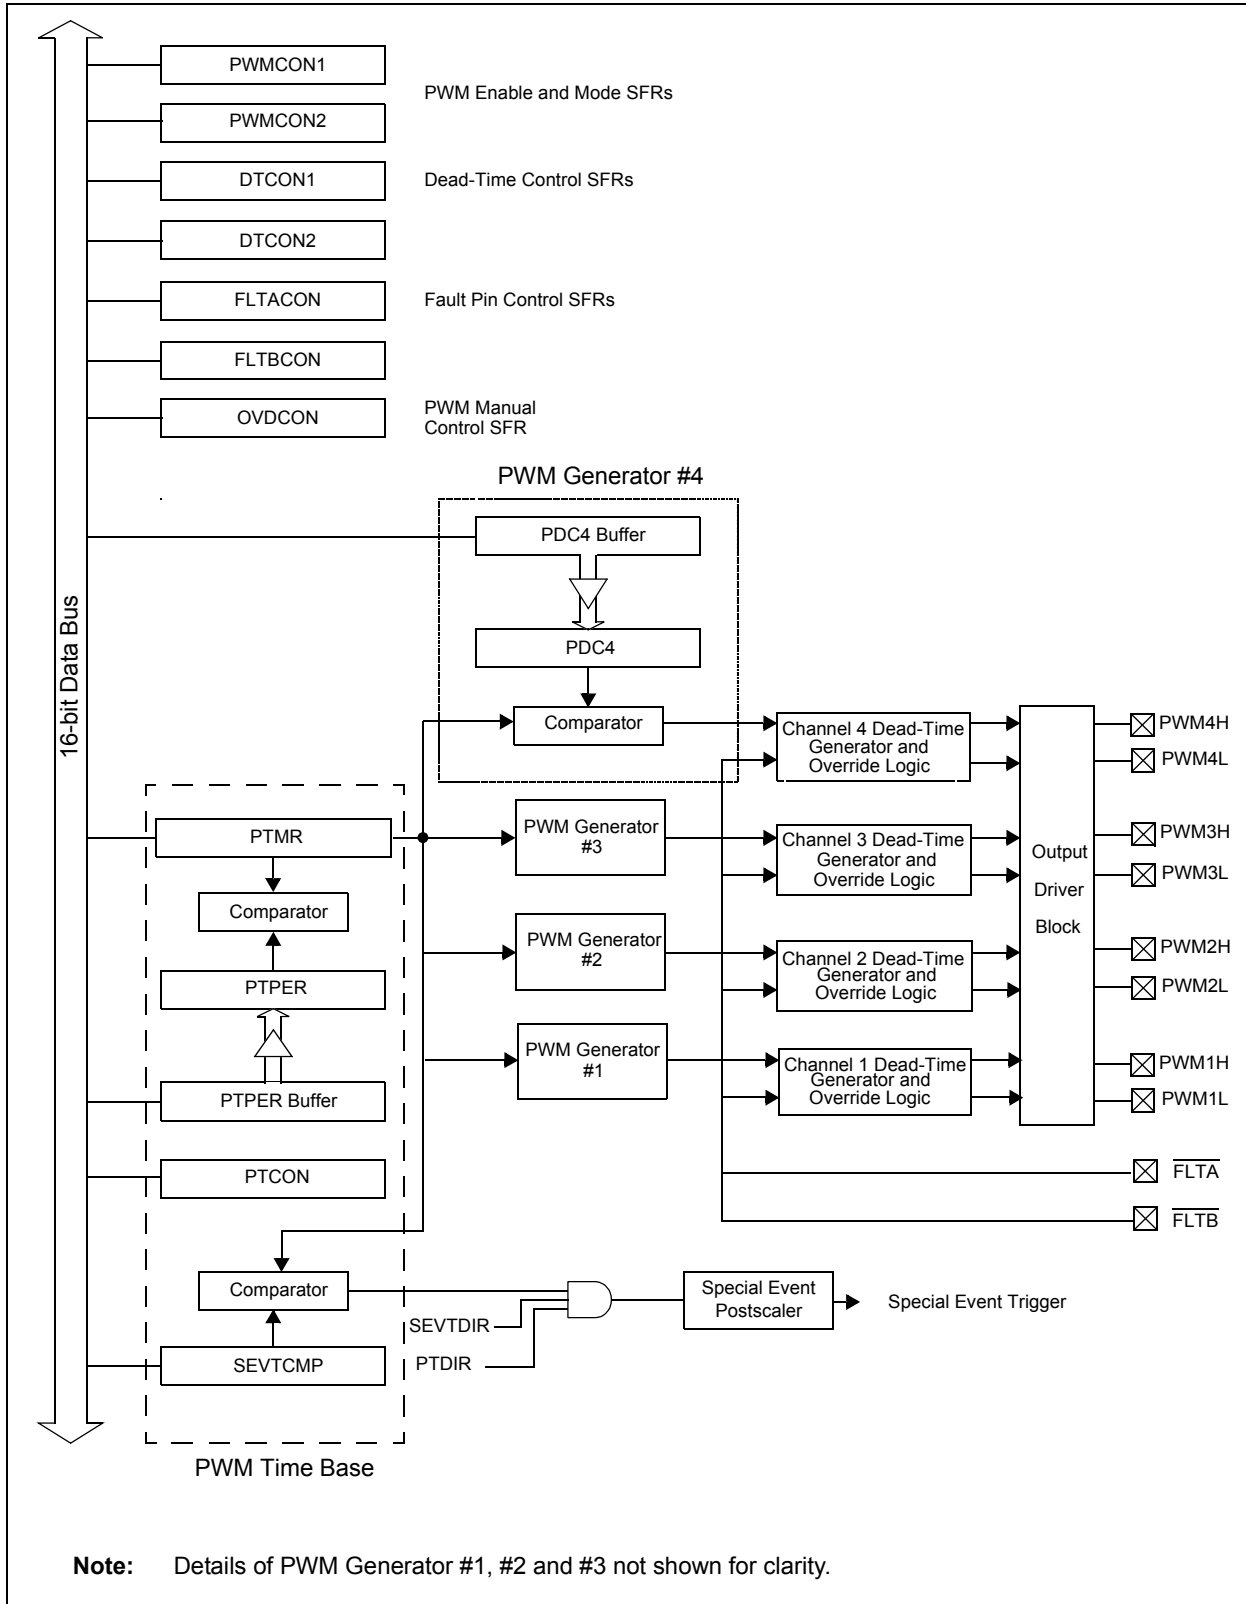 PWMCON1
PWM Enable and Mode SFRs
PWMCON2
DTCON1
Dead-Time Control SFRs
DTCON2
FLTACON
Fault Pin Control SFRs
FLTBCON
OVDCON
PWM Manual
Control SFR
PWM Generator #4
PDC4 Buffer
PDC4
Comparator
16-bit Data Bus
Channel 4 Dead-Time
Generator and
Override Logic
PWM4H
PWM4L
PTMR
Comparator
PTPER
PTPER Buffer
PTCON
Comparator
SEVTCMP
PWM Time Base
PWM Generator
#3
Channel 3 Dead-Time
Generator and
Override Logic
PWM3H
PWM3L
Output
Driver
Block
PWM Generator
#2
Channel 2 Dead-Time
Generator and
Override Logic
PWM2H
PWM2L
PWM Generator
#1
Channel 1 Dead-Time
Generator and
Override Logic
PWM1H
PWM1L
FLTA
FLTB
SEVTDIR
PTDIR
Special Event
Postscaler
Special Event Trigger
Note: Details of PWM Generator #1, #2 and #3 not shown for clarity.